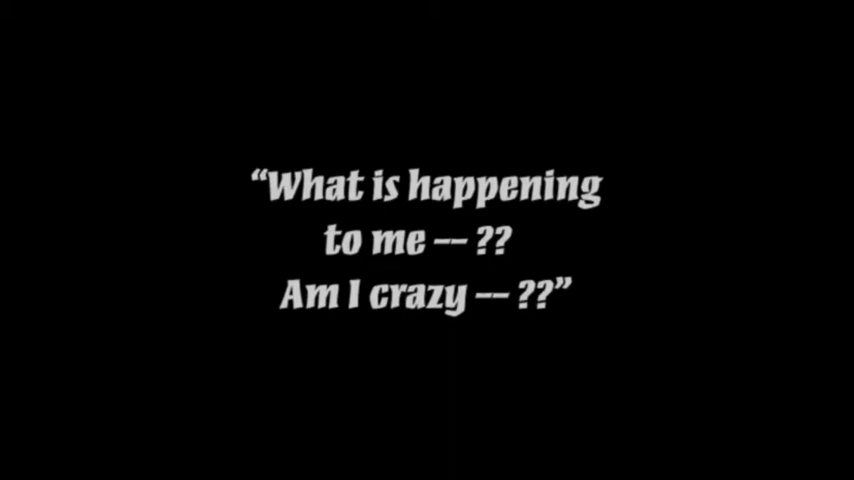 “What is happening
to me -- ??
Am I crazy -- ??”